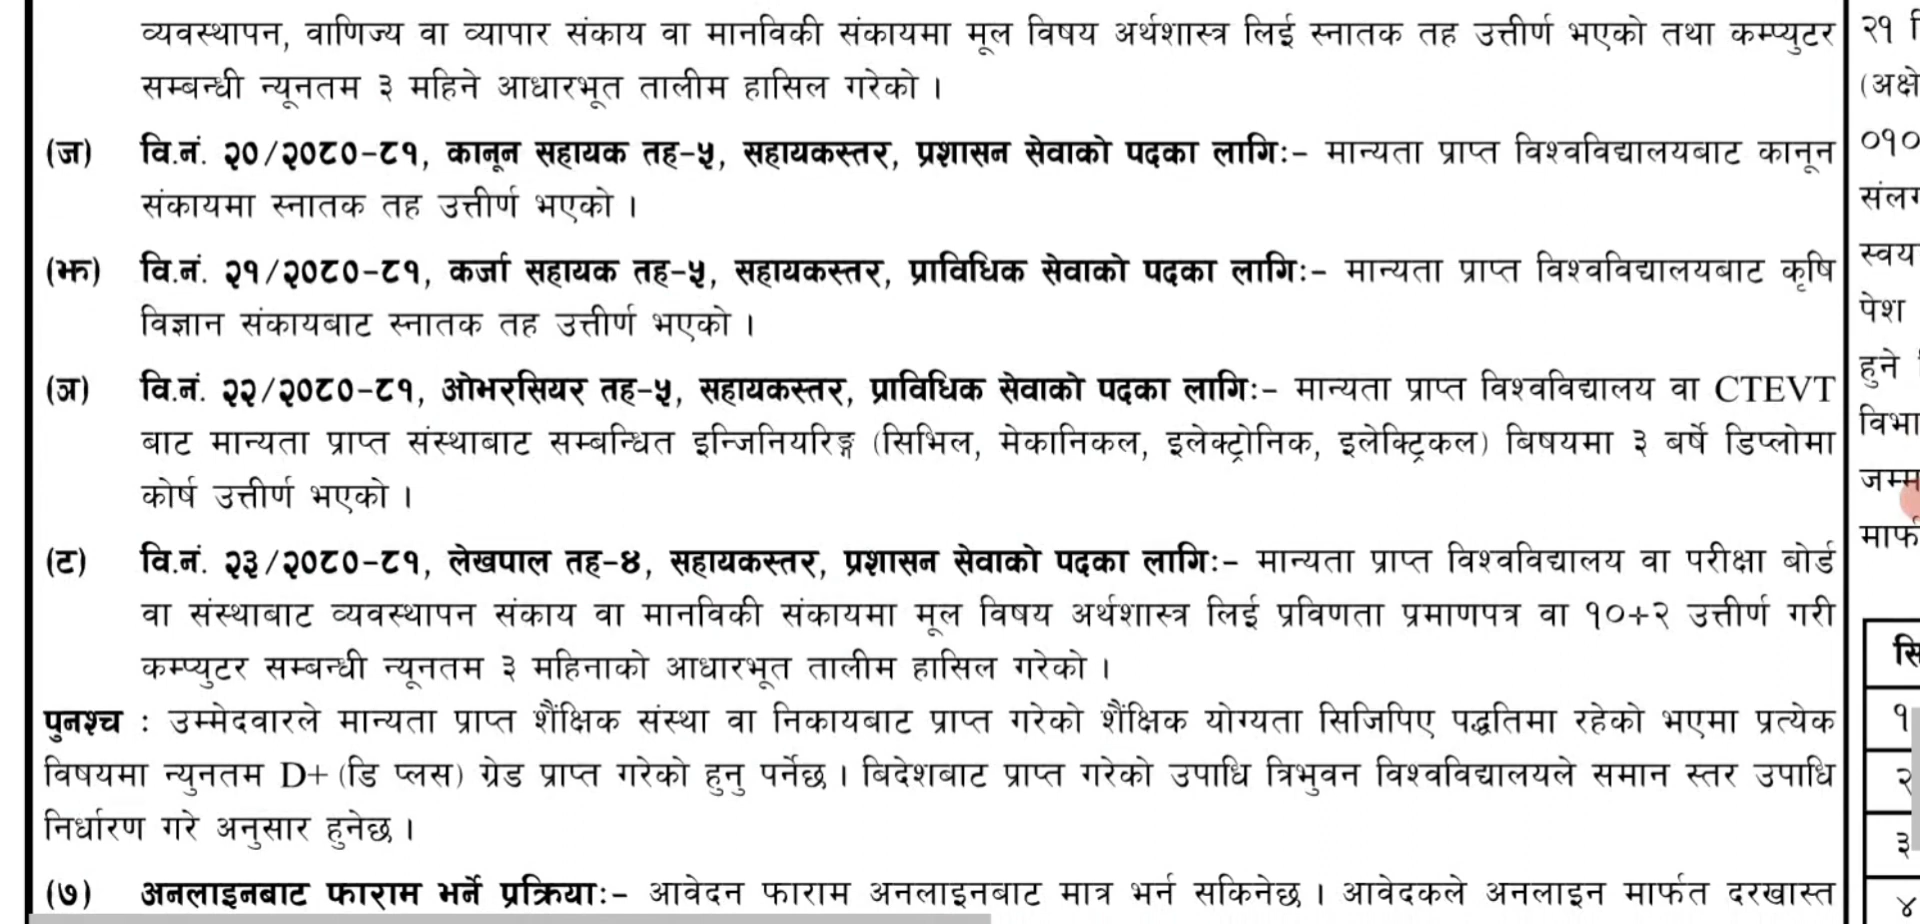 व्यवस्थापन, वाणिज्य वा व्यापार संकाय वा मानविकी संकायमा मूल विषय अर्थशास्त्र लिई स्नातक तह उत्तीर्ण भएको तथा कम्प्युटर
सम्बन्धी न्यूनतम ३ महिने आधारभूत तालीम हासिल गरेको ।
(ज) वि.नं. २०/२०८०-८१, कानून सहायक तह-५, सहायकस्तर, प्रशासन सेवाको पदका लागिः- मान्यता प्राप्त विश्वविद्यालयबाट कानून
संकायमा स्नातक तह उत्तीर्ण भएको ।
(झ) वि.नं. २१/२०८०-८१, कर्जा सहायक तह-५, सहायकस्तर, प्राविधिक सेवाको पदका लागिः- मान्यता प्राप्त विश्वविद्यालयबाट कृषि
विज्ञान संकायबाट स्नातक तह उत्तीर्ण भएको ।
(ञ) वि.नं. २२/२०८०-८१, ओभरसियर तह-५, सहायकस्तर, प्राविधिक सेवाको पदका लागिः- मान्यता प्राप्त विश्वविद्यालय वा CTEVT
बाट मान्यता प्राप्त संस्थाबाट सम्बन्धित इन्जिनियरिङ्ग (सिभिल, मेकानिकल, इलेक्ट्रोनिक, इलेक्ट्रिकल) बिषयमा ३ बर्षे डिप्लोमा
कोर्ष उत्तीर्ण भएको ।
(ट) वि.नं. २३/२०८०-८१, लेखपाल तह-४, सहायकस्तर, प्रशासन सेवाको पदका लागिः- मान्यता प्राप्त विश्वविद्यालय वा परीक्षा बोर्ड
वा संस्थाबाट व्यवस्थापन संकाय वा मानविकी संकायमा मूल विषय अर्थशास्त्र लिई प्रविणता प्रमाणपत्र वा १०+२ उत्तीर्ण गरी
कम्प्युटर सम्बन्धी न्यूनतम ३ महिनाको आधारभूत तालीम हासिल गरेको ।
पुनश्च : उम्मेदवारले मान्यता प्राप्त शैंक्षिक संस्था वा निकायबाट प्राप्त गरेको शैंक्षिक योग्यता सिजिपिए पद्धतिमा रहेको भएमा प्रत्येक
विषयमा न्युनतम D+ (डि प्लस) ग्रेड प्राप्त गरेको हुनु पर्नेछ । बिदेशबाट प्राप्त गरेको उपाधि त्रिभुवन विश्वविद्यालयले समान स्तर उपाधि
निर्धारण गरे अनुसार हुनेछ ।
(७) अनलाइनबाट फाराम भर्ने प्रक्रियाः- आवेदन फाराम अनलाइनबाट मात्र भर्न सकिनेछ । आवेदकले अनलाइन मार्फत दरखास्त
२१
(अक्षे
०१०
स्वय
पेश
हुने
विभा
मार्फ
सि
१
२
३
४